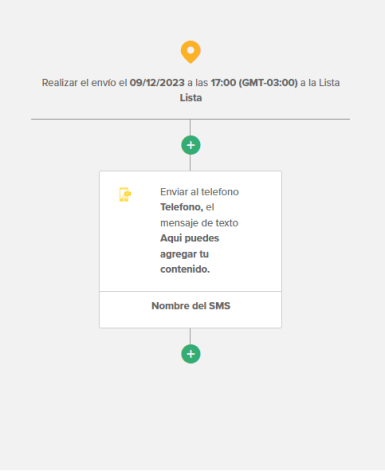 Realizar el envío el 09/12/2023 a las 17:00 (GMT-03:00) a la Lista
Lista
Enviar al telefono
Telefono, el
mensaje de texto
Aqui puedes
agregar tu
contenido.
Nombre del SMS